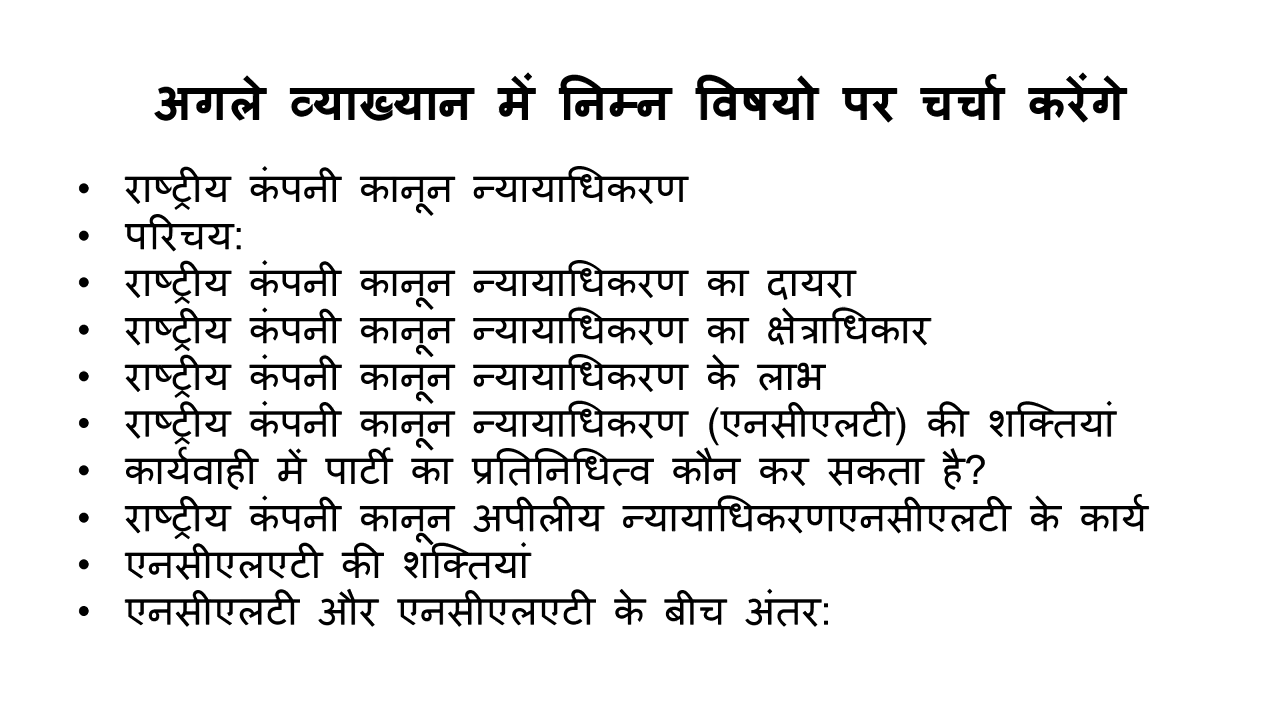 अगले व्याख्यान में निम्न विषयो पर चर्चा करेंगे
• राष्ट्रीय कंपनी कानून न्यायाधिकरण
• परिचय:
• राष्ट्रीय कंपनी कानून न्यायाधिकरण का दायरा
• राष्ट्रीय कंपनी कानून न्यायाधिकरण का क्षेत्राधिकार
• राष्ट्रीय कंपनी कानून न्यायाधिकरण के लाभ
• राष्ट्रीय कंपनी कानून न्यायाधिकरण (एनसीएलटी) की शक्तियां
• कार्यवाही में पार्टी का प्रतिनिधित्व कौन कर सकता है?
• राष्ट्रीय कंपनी कानून अपीलीय न्यायाधिकरणएनसीएलटी के कार्य
• एनसीएलएटी की शक्तियां
• एनसीएलटी और एनसीएलएटी के बीच अंतर: